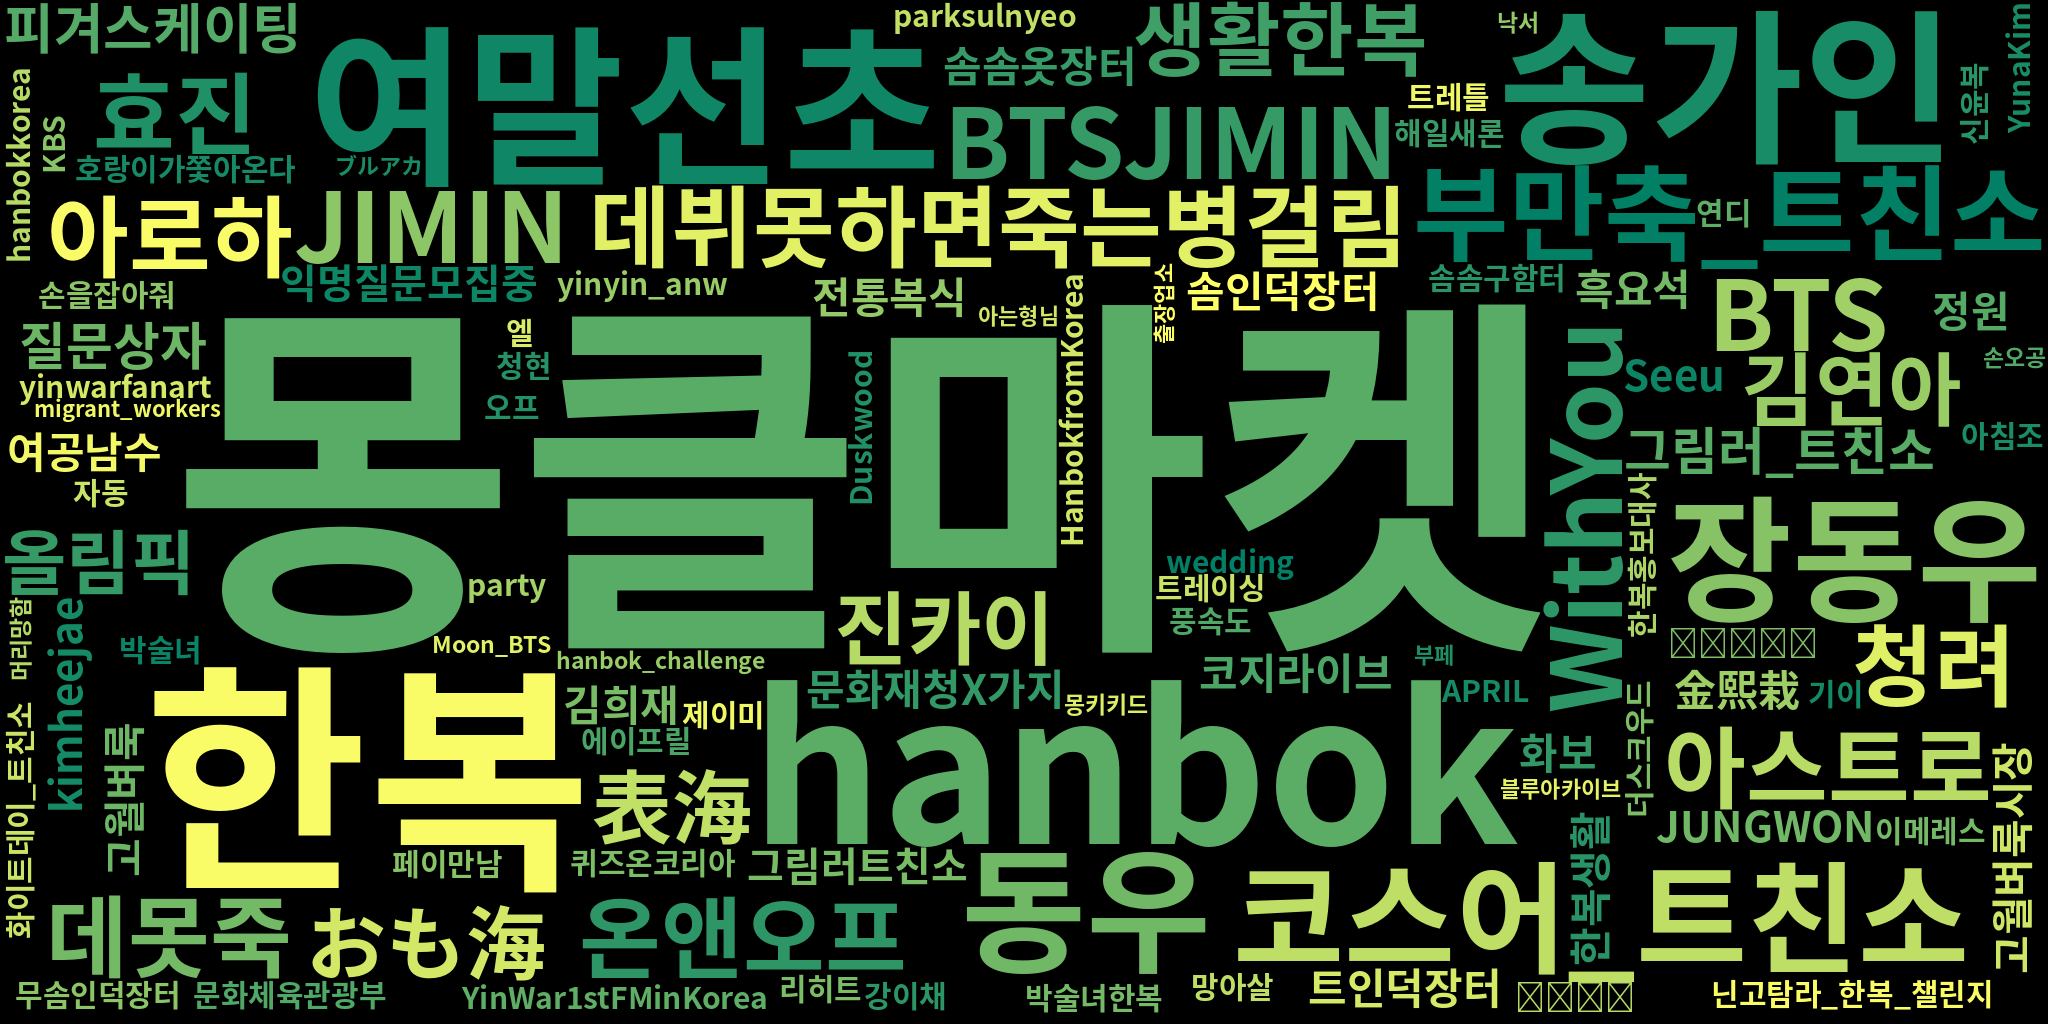 피겨스케이팅
여말선초
parksulnyeo
솜솜옷장터
생활한복
낙서
송가인
YunaKim
신윤복
hanbokkorea
KBS
효진
호랑이가쫓아온다
ブルアカ
BTSJIMIN
트레틀
해일새론
아로하
JIMIN
데뷔못하면죽는병걸림
부만축_트친소
연디
손을잡아줘
익명질문모집중
yinyin_anw
전통복식
아는형님
HanbokfromKorea
출장업소
솜인덕장터
솜솜구함터
흑요석
BTS
정원
질문상자
엘
청현
오프
몽클마켓
Duskwood
WithYou
Seeu
김연아
손오공
yinwarfanart
migrant_workers
여공남수
자동
그림러_트친소
아침조
한복홍보대사
장동우
올림픽
party
wedding
트레이싱
풍속도
진카이
머리망함
kimheejae
박술녀
Moon_BTS
hanbok_challenge
코지라이브
부페
APRIL
청려
金熙栽
기이
한복
김희재
제이미
에이프릴
문화재청X가지
몽키키드
hanbok
화보
블루아카이브
더스크우드
아스트로
고월벼룩시장
화이트데이_트친소
고월벼룩
表海
JUNGWON
이메레스
페이만남
퀴즈온코리아
그림러트친소
동우
코스어_트친소
한복생활
데못죽
おも海
온앤오프
무솜인덕장터
문화체육관광부
YinWar1stFMinKorea
리히트
강이채
박술녀한복
망아살
트인덕장터
닌고탐라_한복_챌린지